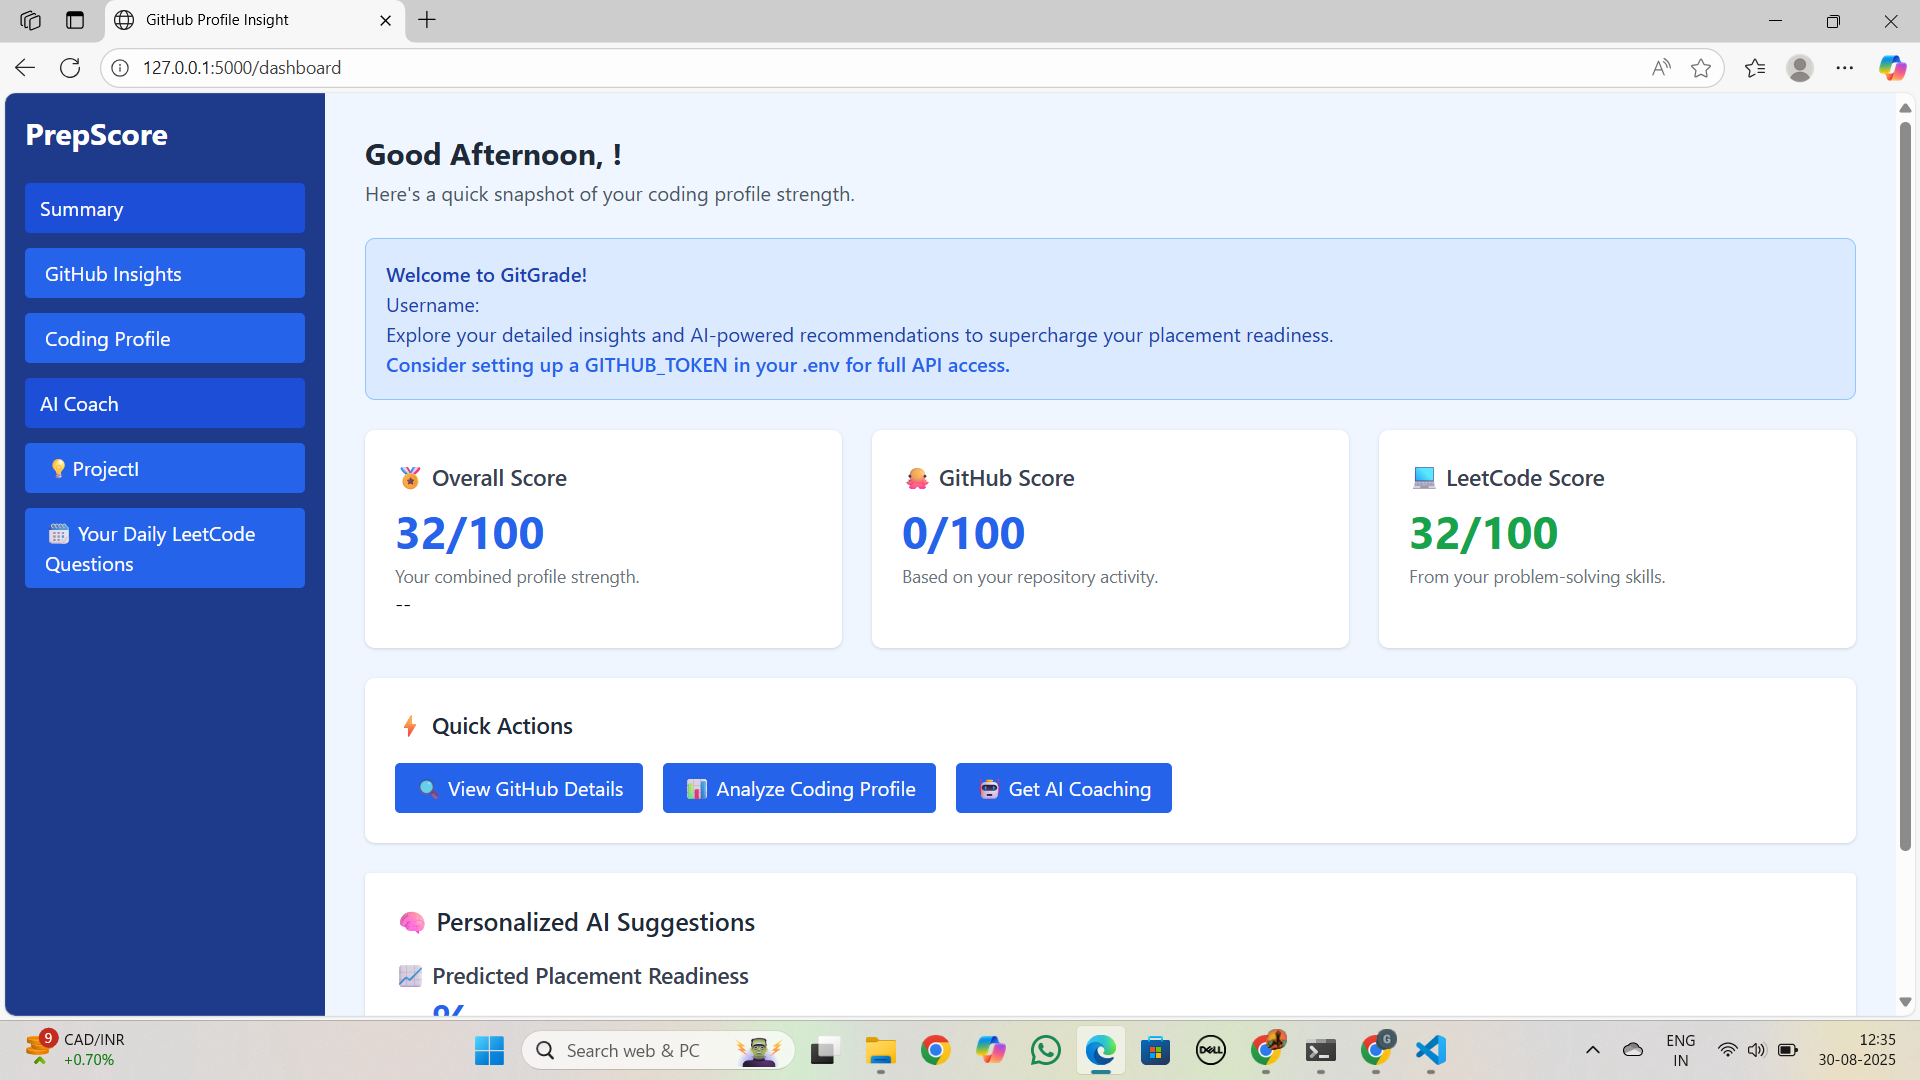 GitHub Profile Insight
127.0.0.1:5000/dashboard
PrepScore
Summary
GitHub Insights
Coding Profile
AI Coach
ProjectI
Your Daily LeetCode
Questions
Good Afternoon, !
Here's a quick snapshot of your coding profile strength.
Welcome to GitGrade!
Username:
Explore your detailed insights and AI-powered recommendations to supercharge your placement readiness.
Consider setting up a GITHUB_TOKEN in your .env for full API access.
Overall Score
32/100
Your combined profile strength.
--
GitHub Score
0/100
Based on your repository activity.
LeetCode Score
32/100
From your problem-solving skills.
Quick Actions
View GitHub Details
Analyze Coding Profile
Get AI Coaching
Personalized AI Suggestions
Predicted Placement Readiness
%
9
CAD/INR
+0.70%
Search web & PC
DELL
G
ENG
IN
12:35
30-08-2025